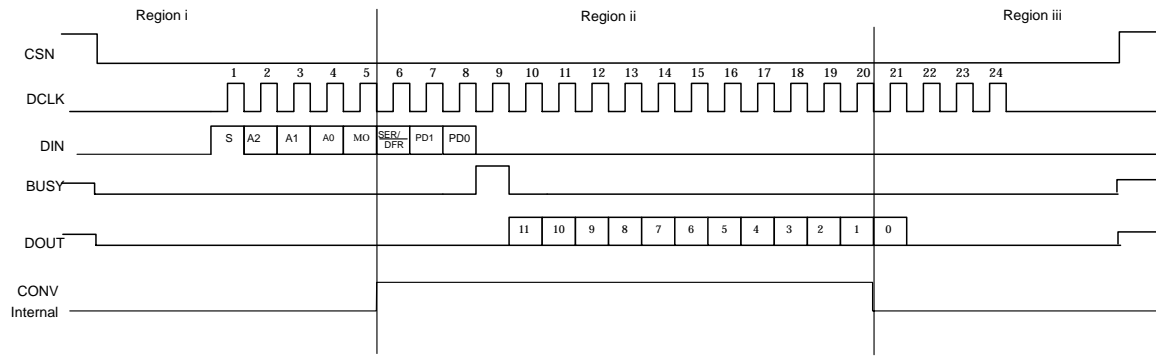 Region i Region ii Region iii
CSN
1 2 3 4 5 6 7 8 9 10 11 12 13 14 15 16 17 18 19 20 21 22 23 24
DCLK
DIN S A2 A1 A0 MO SER/DFR PD1 PD0
BUSY
DOUT 11 10 9 8 7 6 5 4 3 2 1 0
CONV
Internal